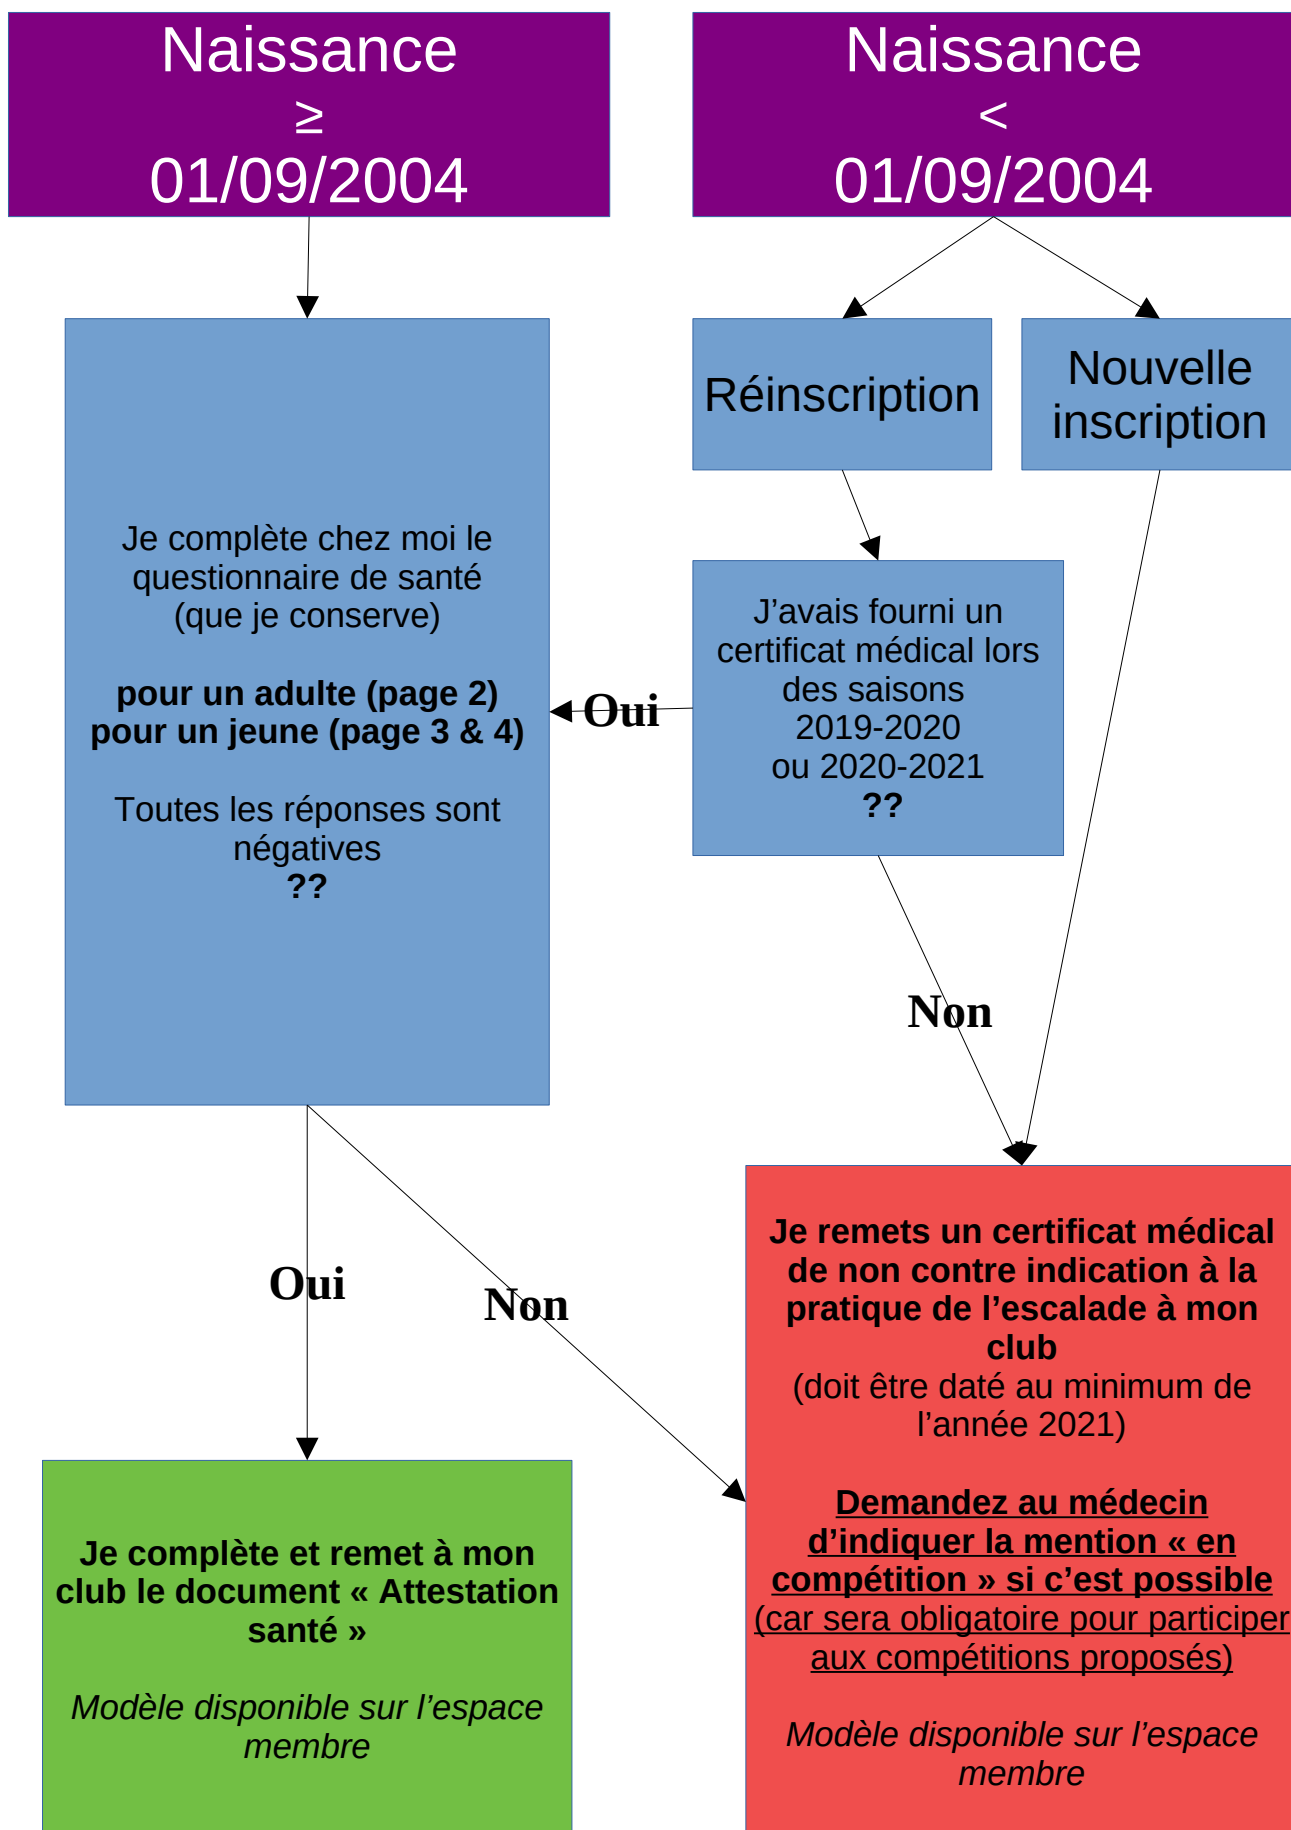 Naissance
≥
01/09/2004
Naissance
<
01/09/2004
Réinscription
Nouvelle
inscription
Je complète chez moi le
questionnaire de santé
(que je conserve)
pour un adulte (page 2)
pour un jeune (page 3 & 4)
Toutes les réponses sont
négatives
??
J’avais fourni un
certificat médical lors
des saisons
2019-2020
ou 2020-2021
??
Oui
Non
Oui
Non
Je remets un certificat médical
de non contre indication à la
pratique de l’escalade à mon
club
(doit être daté au minimum de
l’année 2021)
Demandez au médecin
d’indiquer la mention « en
compétition » si c’est possible
(car sera obligatoire pour participer
aux compétitions proposés)
Modèle disponible sur l’espace
membre
Je complète et remet à mon
club le document « Attestation
santé »
Modèle disponible sur l’espace
membre